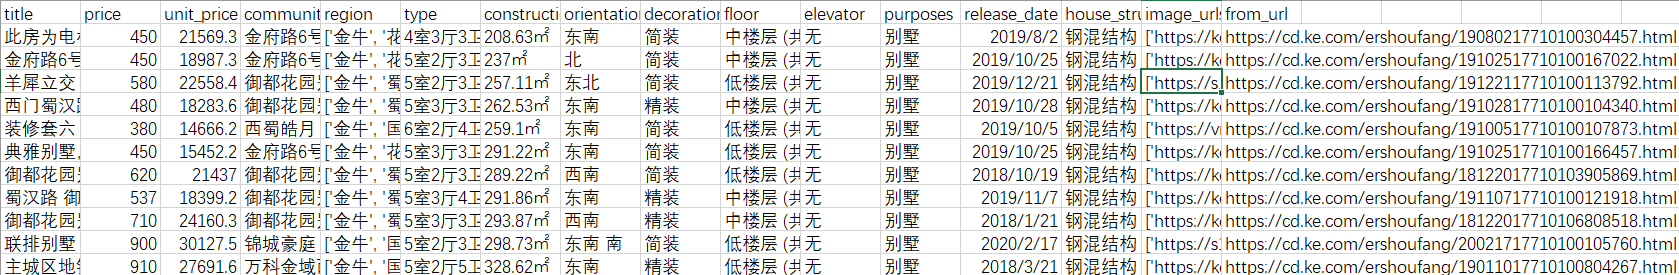 title price unit_price communit region type constructi orientation decoration floor elevator purposes release_date house_stru image_urls from_url
此房为电 450 21569.3 金府路6号 ['金牛', '花 4室3厅3卫 208.63㎡ 东南 简装 中楼层 (共 无 别墅 2019/8/2 钢混结构 ['https://ke https://cd.ke.com/ershoufang/19080217710100304457.html
金府路6号 450 18987.3 金府路6号 ['金牛', '花 5室2厅3卫 237㎡ 北 简装 中楼层 (共 无 别墅 2019/10/25 钢混结构 ['https://ke https://cd.ke.com/ershoufang/19102517710100167022.html
羊犀立交 580 22558.4 御都花园别 ['金牛', '蜀 5室2厅3卫 257.11㎡ 东北 简装 低楼层 (共 无 别墅 2019/12/21 钢混结构 ['https://s https://cd.ke.com/ershoufang/19122117710100113792.html
西门蜀汉路 480 18283.6 御都花园别 ['金牛', '蜀 5室3厅3卫 262.53㎡ 东南 精装 中楼层 (共 无 别墅 2019/10/28 钢混结构 ['https://ke https://cd.ke.com/ershoufang/19102817710100104340.html
装修套六 380 14666.2 西蜀皓月 ['金牛', '国 6室2厅4卫 259.1㎡ 东南 简装 低楼层 (共 无 别墅 2019/10/5 钢混结构 ['https://vr https://cd.ke.com/ershoufang/19100517710100107873.html
典雅别墅, 450 15452.2 金府路6号 ['金牛', '花 5室3厅3卫 291.22㎡ 东南 简装 低楼层 (共 无 别墅 2019/10/25 钢混结构 ['https://ke https://cd.ke.com/ershoufang/19102517710100166457.html
御都花园别 620 21437 御都花园别 ['金牛', '蜀 5室2厅3卫 289.22㎡ 西南 简装 低楼层 (共 无 别墅 2018/10/19 钢混结构 ['https://ke https://cd.ke.com/ershoufang/18122017710103905869.html
蜀汉路 御 537 18399.2 御都花园别 ['金牛', '蜀 5室3厅4卫 291.86㎡ 东南 精装 中楼层 (共 无 别墅 2019/11/7 钢混结构 ['https://ke https://cd.ke.com/ershoufang/19110717710100121918.html
御都花园别 710 24160.3 御都花园别 ['金牛', '蜀 5室3厅3卫 293.87㎡ 西南 精装 中楼层 (共 无 别墅 2018/1/21 钢混结构 ['https://ke https://cd.ke.com/ershoufang/18122017710106808518.html
联排别墅 900 30127.5 锦城豪庭 ['金牛', '国 5室2厅3卫 298.73㎡ 东南 南 简装 低楼层 (共 无 别墅 2020/2/17 钢混结构 ['https://s1 https://cd.ke.com/ershoufang/20021717710100105760.html
主城区地铁 910 27691.6 万科金域西 ['金牛', '国 5室2厅5卫 328.62㎡ 东南 精装 低楼层 (共 无 别墅 2018/3/21 钢混结构 ['https://ke https://cd.ke.com/ershoufang/19011017710100804267.html